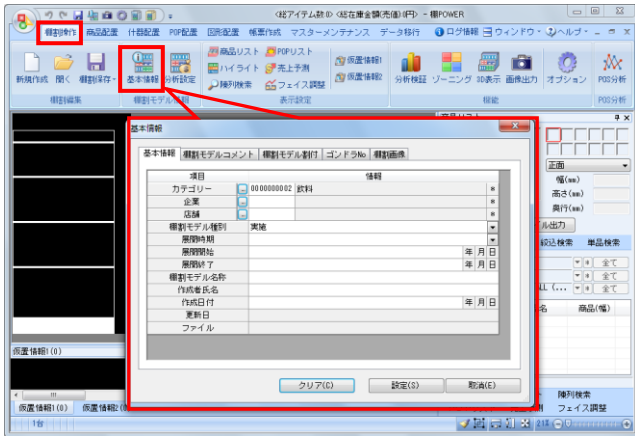 <総アイテム数:0> <総在庫金額(売価):0円> - 棚POWER
棚割操作 商品配置 什器配置 POP配置 図形配置 帳票作成 マスターメンテナンス データ移行 ログ情報 ウィンドウ ヘルプ
商品リスト POPリスト 仮置情報1
ハイライト 売上予測 仮置情報2
陳列検索 フェイス調整
新規作成 開く 棚割保存 基本情報 分析設定 分析検証 ゾーニング 3D表示 画像出力 オプション POS分析
棚割編集 棚割モデル情報 表示設定 機能 POS分析
商品リスト
基本情報
基本情報 棚割モデルコメント 棚割モデル割付 ゴンドラNo 棚割画像
項目 情報
カテゴリー 0000000002 飲料 *
企業 *
店舗 *
棚割モデル種別 実施
展開時期
展開開始 年 月 日
展開終了 年 月 日
棚割モデル名称
作成者氏名
作成日付 年 月 日
更新日
ファイル
クリア(C) 設定(S) 取消(E)
正面
幅(mm)
高さ(mm)
奥行(mm)
ル出力
絞込検索 単品検索
* 全て
* 全て
LL (... * 全て
名 商品(幅)
仮置情報1(0)
仮置情報1(0) 仮置情報2(0
陳列検索
フェイス調整
1台